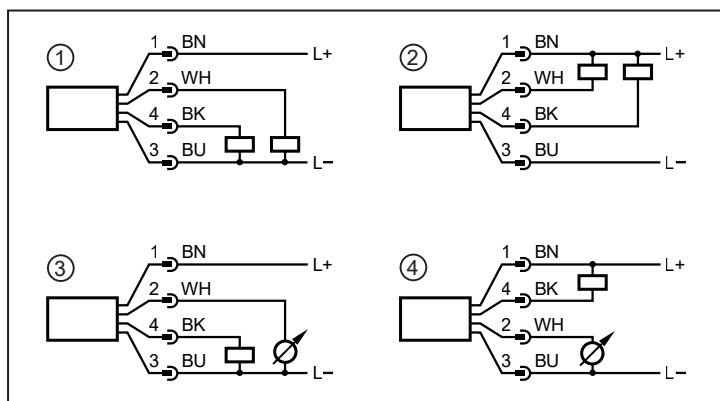 ①
1 BN L+
2 WH
4 BK
3 BU L−
②
1 BN L+
2 WH
4 BK
3 BU L−
③
1 BN L+
2 WH
4 BK
3 BU L−
④
1 BN L+
4 BK
2 WH
3 BU L−